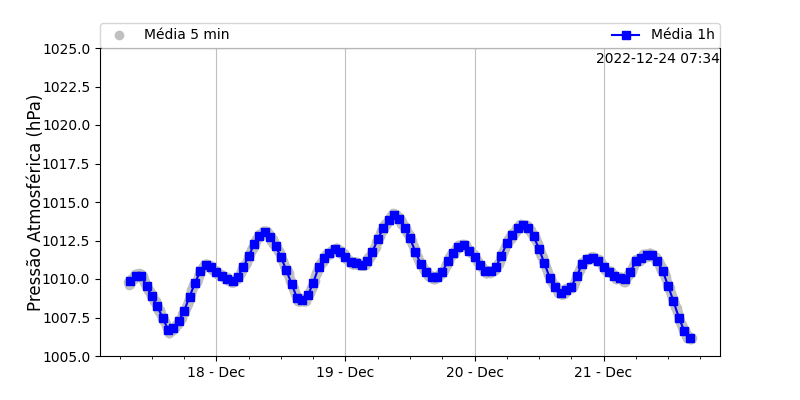 Média 5 min
Média 1h
2022-12-24 07:34
Pressão Atmosférica (hPa)
1025.0
1022.5
1020.0
1017.5
1015.0
1012.5
1010.0
1007.5
1005.0
18 - Dec
19 - Dec
20 - Dec
21 - Dec